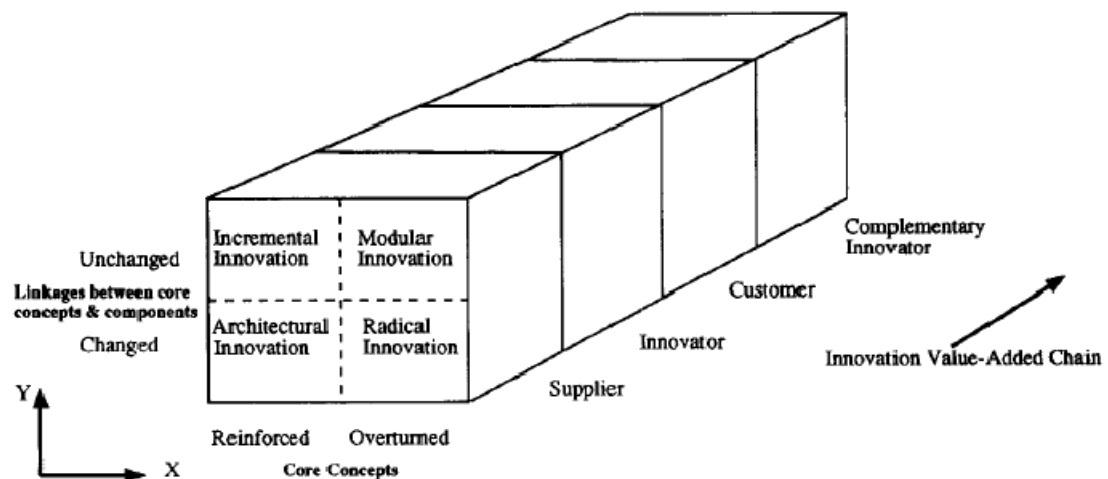 Incremental
Innovation
Modular
Innovation
Unchanged
Linkages between core
concepts & components
Changed
Architectural
Innovation
Radical
Innovation
Complementary
Innovator
Customer
Innovator
Supplier
Innovation Value-Added Chain
Y
X
Reinforced
Overturned
Core Concepts